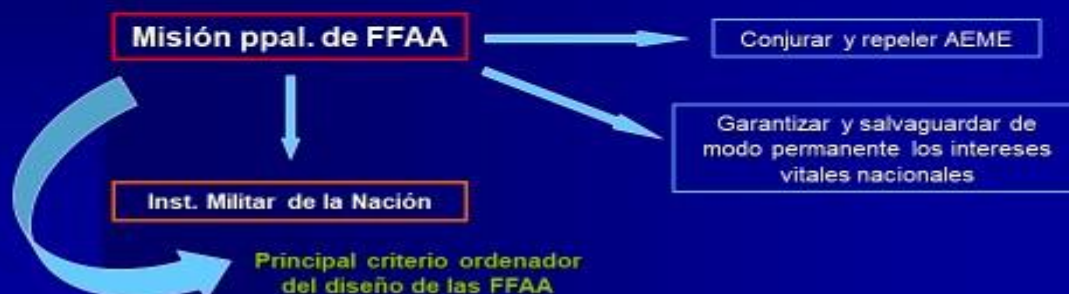 Misión ppal. de FFAA
Conjurar y repeler AEME
Garantizar y salvaguardar de
modo permanente los intereses
vitales nacionales
Inst. Militar de la Nación
Principal criterio ordenador
del diseño de las FFAA